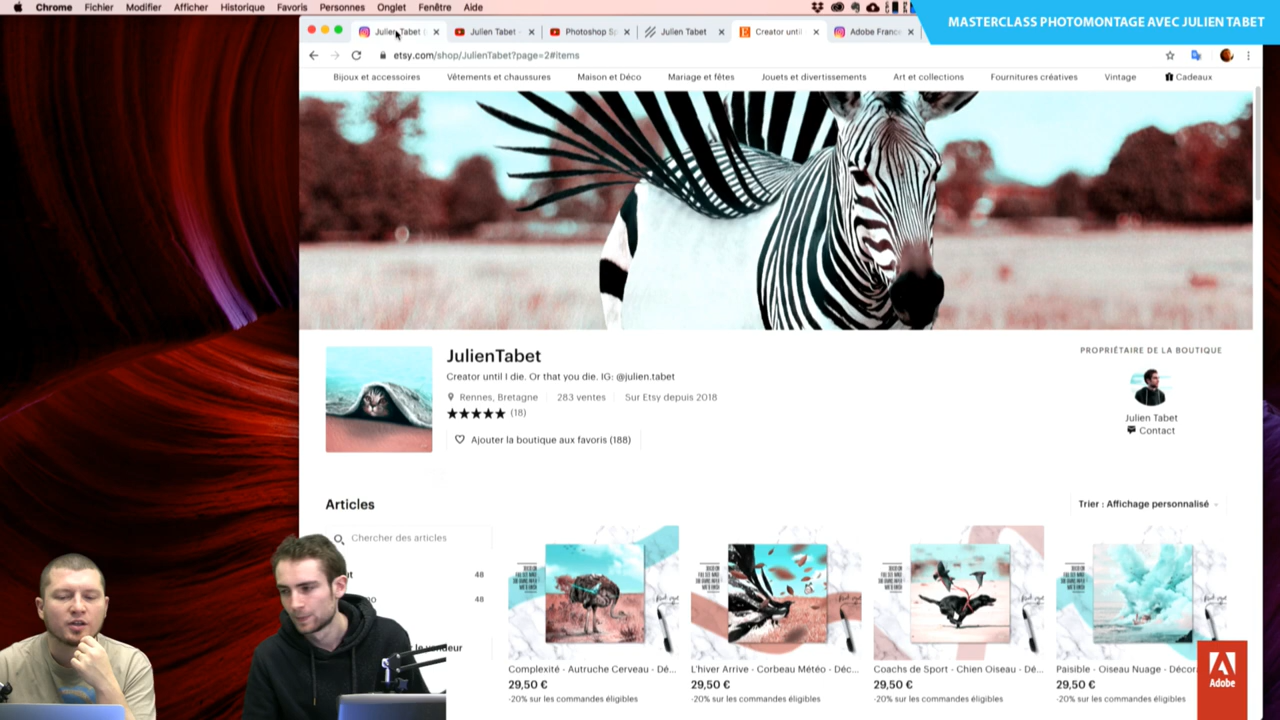 Chrome Fichier Modifier Afficher Historique Favoris Personnes Onglet Fenêtre Aide
MASTERCLASS PHOTOMONTAGE AVEC JULIEN TABET
Julien Tabet
Julien Tabet
Photoshop
Julien Tabet
Creator until
Adobe Franc
etsy.com/shop/JulienTabet?page=2#items
Bijoux et accessoires Vêtements et chaussures Maison et Déco Mariage et fêtes Jouets et divertissements Art et collections Fournitures créatives Vintage Cadeaux
JulienTabet
Creator until I die. Or that you die. IG: @julien.tabet
Rennes, Bretagne 283 ventes Sur Etsy depuis 2018
(18)
Ajouter la boutique aux favoris (188)
PROPRIÉTAIRE DE LA BOUTIQUE
Julien Tabet
Contact
Articles
Trier : Affichage personnalisé
Chercher des articles
48
48
Complexité - Autruche Cerveau - Dé...
29,50 €
-20% sur les commandes éligibles
L'hiver Arrive - Corbeau Météo - Déc...
29,50 €
-20% sur les commandes éligibles
Coachs de Sport - Chien Oiseau - Dé...
29,50 €
-20% sur les commandes éligibles
Paisible - Oiseau Nuage - Décor
29,50 €
-20% sur les commandes éligibles
Adobe